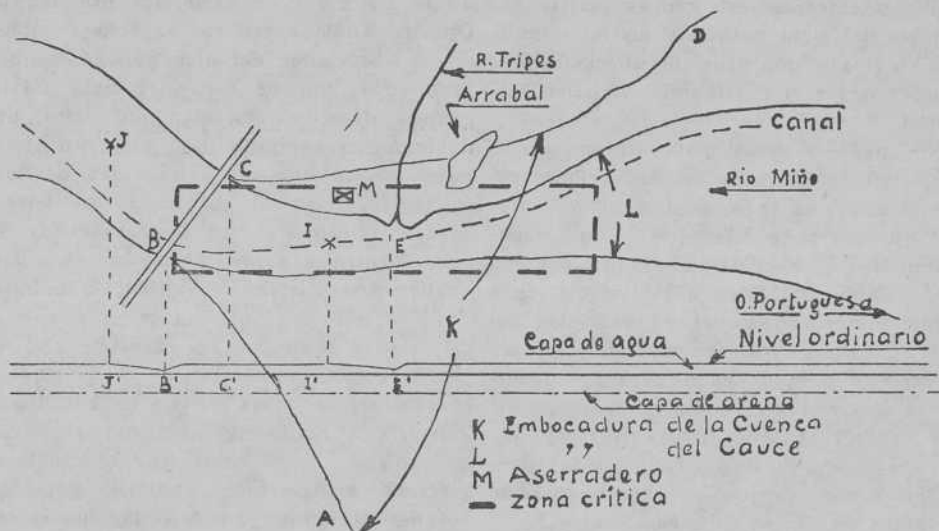 D
R. Tripes
Arrabal
Canal
J
C
M
Rio Miño
I
L
B
E
O. Portuguesa
K
Capa de agua
Nivel ordinario
J'
B'
C'
I'
E'
Capa de arena
K Embocadura de la Cuenca
L ,, del Cauce
M Aserradero
zona crítica
A